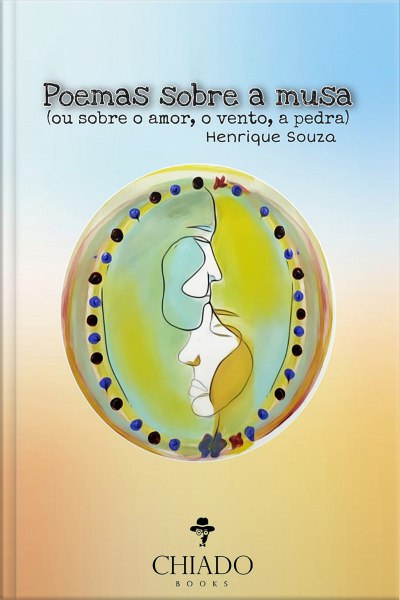 Poemas sobre a musa
(ou sobre o amor, o vento, a pedra)
Henrique Souza
CHIADO
BOOKS